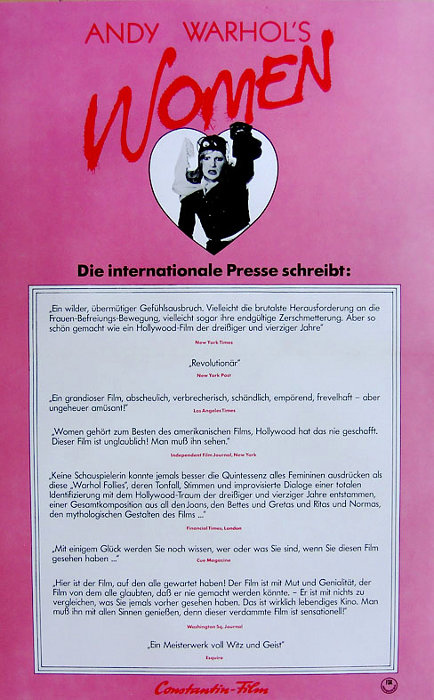 ANDY WARHOL'S
WOMEN
Die internationale Presse schreibt:
„Ein wilder, übermütiger Gefühlsausbruch. Vielleicht die brutalste Herausforderung an die
Frauen-Befreiungs-Bewegung, vielleicht sogar ihre endgültige Zerschmetterung. Aber so
schön gemacht wie ein Hollywood-Film der dreißiger und vierziger Jahre"
New York Times
„Revolutionär"
New York Post
„Ein grandioser Film, abscheulich, verbrecherisch, schändlich, empörend, frevelhaft – aber
ungeheuer amüsant!"
Los Angeles Times
„Women gehört zum Besten des amerikanischen Films, Hollywood hat das nie geschafft.
Dieser Film ist unglaublich! Man muß ihn sehen."
Independent Film Journal, New York
„Keine Schauspielerin konnte jemals besser die Quintessenz alles Femininen ausdrücken als
diese „Warhol Follies", deren Tonfall, Stimmen und improvisierte Dialoge einer totalen
Identifizierung mit dem Hollywood-Traum der dreißiger und vierziger Jahre entstammen,
einer Gesamtkomposition aus all den Joans, den Bettes und Gretas und Ritas und Normas,
den mythologischen Gestalten des Films ..."
Financial Times, London
„Mit einigem Glück werden Sie noch wissen, wer oder was Sie sind, wenn Sie diesen Film
gesehen haben ..."
Cue Magazine
„Hier ist der Film, auf den alle gewartet haben! Der Film ist mit Mut und Genialität, der
Film von dem alle glaubten, daß er nie gemacht werden könnte. – Er ist mit nichts zu
vergleichen, was Sie jemals vorher gesehen haben. Das ist wirklich lebendiges Kino. Man
muß ihn mit allen Sinnen genießen, denn dieser verdammte Film ist sensationell!"
Washington Sq. Journal
„Ein Meisterwerk voll Witz und Geist"
Esquire
Constantin-Film